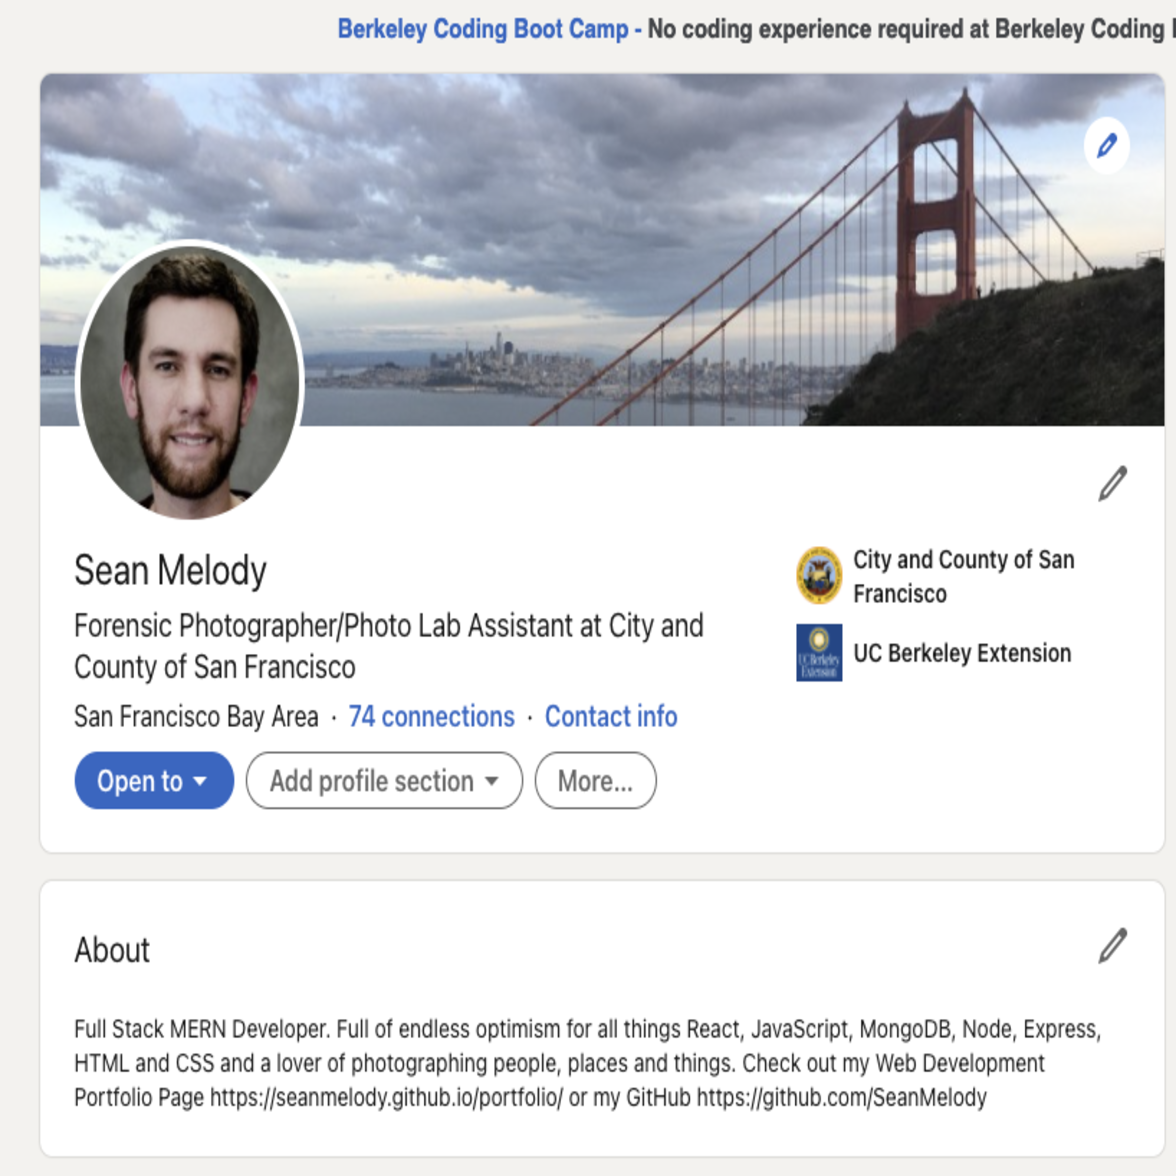 Berkeley Coding Boot Camp - No coding experience required at Berkeley Coding
Sean Melody
Forensic Photographer/Photo Lab Assistant at City and
County of San Francisco
San Francisco Bay Area · 74 connections · Contact info
Open to
Add profile section
More...
City and County of San
Francisco
UC Berkeley
Extension
UC Berkeley Extension
About
Full Stack MERN Developer. Full of endless optimism for all things React, JavaScript, MongoDB, Node, Express,
HTML and CSS and a lover of photographing people, places and things. Check out my Web Development
Portfolio Page https://seanmelody.github.io/portfolio/ or my GitHub https://github.com/SeanMelody